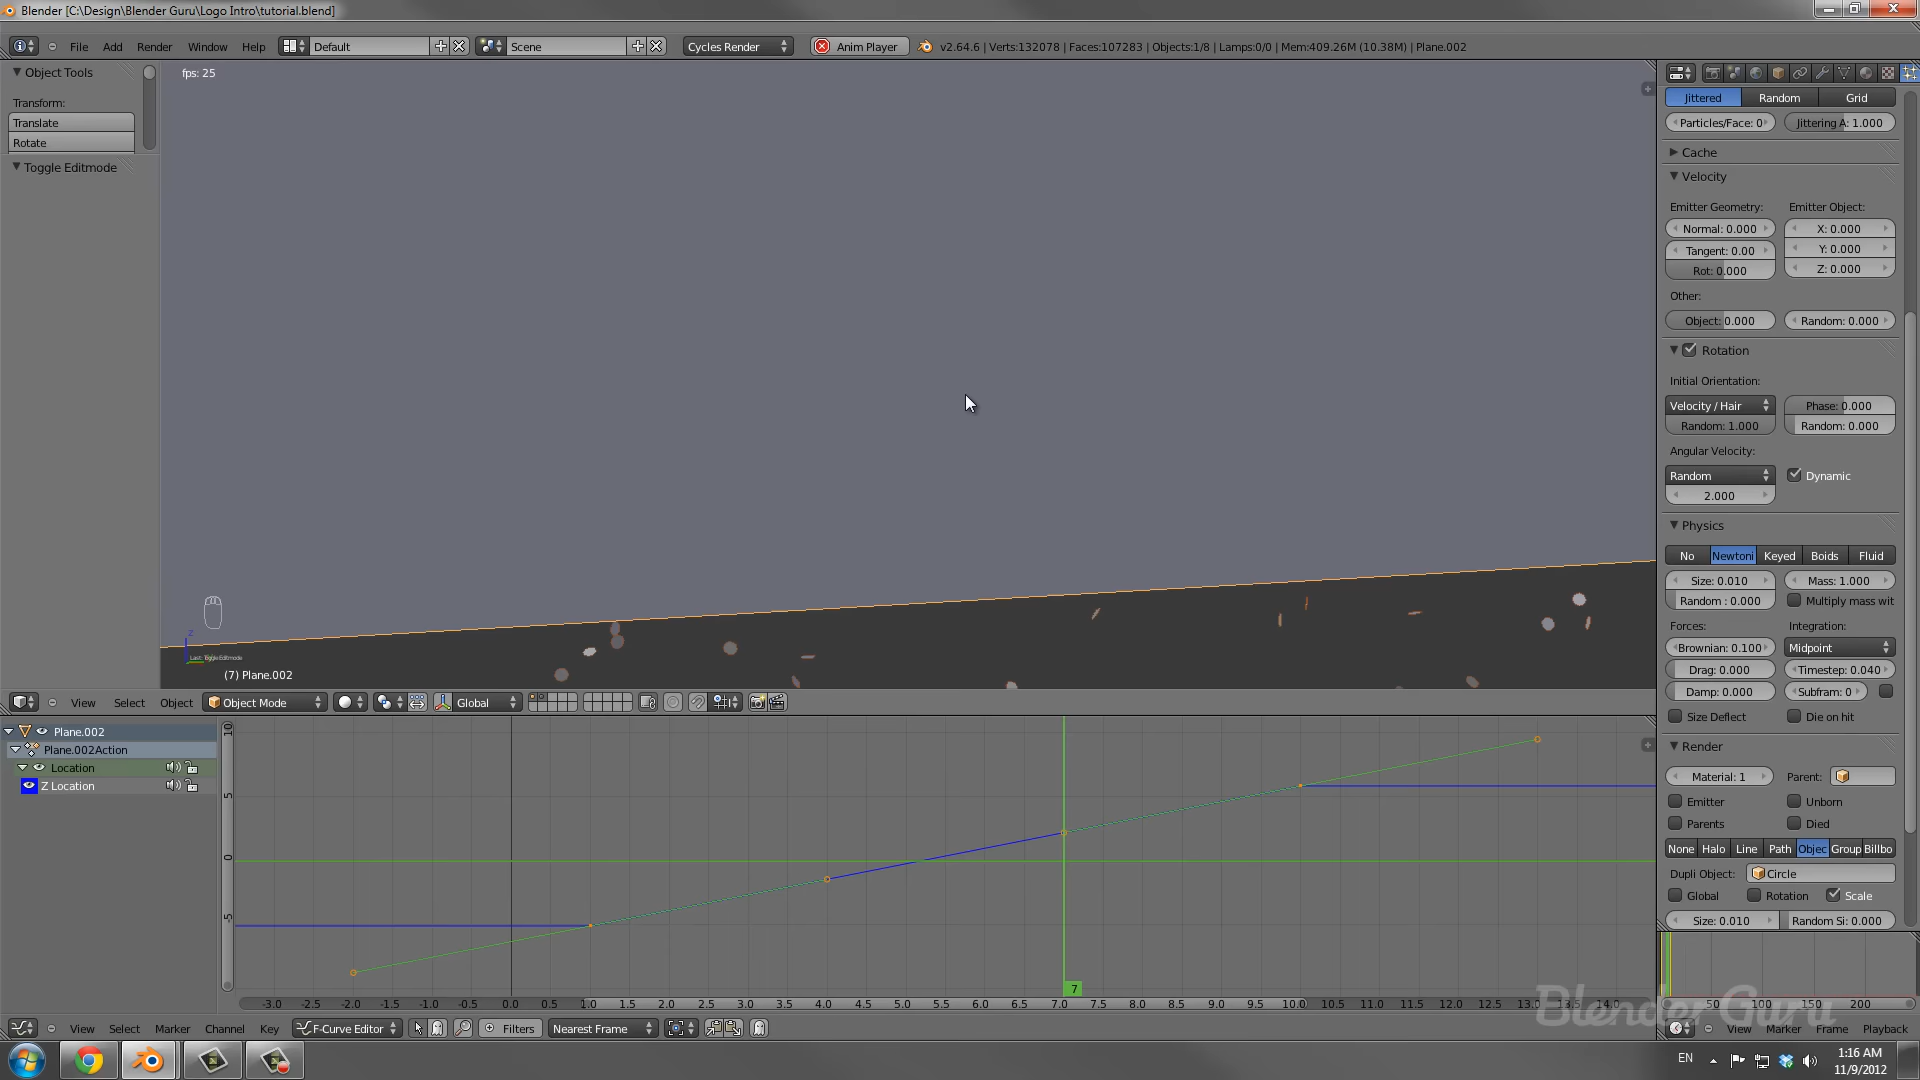 Blender [C:\Design\Blender Guru\Logo Intro\tutorial.blend]
File Add Render Window Help Default Scene Cycles Render Anim Player v2.64.6 | Verts:132078 | Faces:107283 | Objects:1/8 | Lamps:0/0 | Mem:409.26M (10.38M) | Plane.002
Object Tools
Transform:
Translate
Rotate
Toggle Editmode
fps: 25
z
Last: Toggle Editmode
(7) Plane.002
View Select Object Object Mode Global
Jittered Random Grid
Particles/Face: 0 Jittering A: 1.000
Cache
Velocity
Emitter Geometry: Emitter Object:
Normal: 0.000 X: 0.000
Tangent: 0.00 Y: 0.000
Rot: 0.000 Z: 0.000
Other:
Object: 0.000 Random: 0.000
Rotation
Initial Orientation:
Velocity / Hair Phase: 0.000
Random: 1.000 Random: 0.000
Angular Velocity:
Random Dynamic
2.000
Physics
No Newtoni Keyed Boids Fluid
Size: 0.010 Mass: 1.000
Random : 0.000 Multiply mass wit
Forces: Integration:
Brownian: 0.100 Midpoint
Drag: 0.000 Timestep: 0.040
Damp: 0.000 Subfram: 0
Size Deflect Die on hit
Render
Material: 1 Parent:
Emitter Unborn
Parents Died
None Halo Line Path Objec Group Billbo
Dupli Object: Circle
Global Rotation Scale
Size: 0.010 Random Si: 0.000
Plane.002
Plane.002Action
Location
Z Location
10
5
0
-5
7
-3.0 -2.5 -2.0 -1.5 -1.0 -0.5 0.0 0.5 1.0 1.5 2.0 2.5 3.0 3.5 4.0 4.5 5.0 5.5 6.0 6.5 7.0 7.5 8.0 8.5 9.0 9.5 10.0 10.5 11.0 11.5 12.0 12.5 13.0 13.5 14.0
50 100 150 200
BlenderGuru
View Select Marker Channel Key F-Curve Editor Filters Nearest Frame
View Marker Frame Playback
EN
1:16 AM
11/9/2012